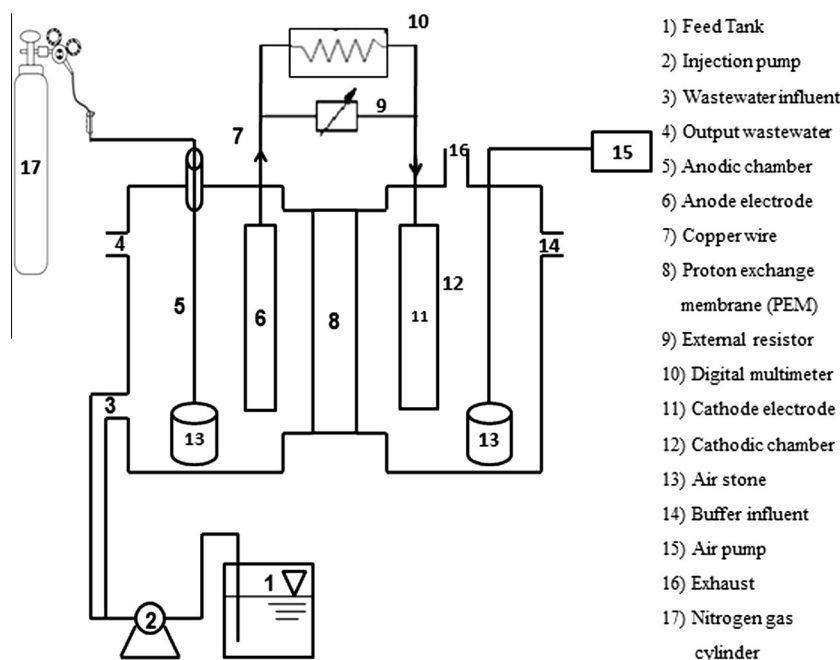 10
1) Feed Tank
2) Injection pump
3) Wastewater influent
4) Output wastewater
5) Anodic chamber
6) Anode electrode
7) Copper wire
8) Proton exchange
membrane (PEM)
9) External resistor
10) Digital multimeter
11) Cathode electrode
12) Cathodic chamber
13) Air stone
14) Buffer influent
15) Air pump
16) Exhaust
17) Nitrogen gas
cylinder
9
7
16
15
17
4
14
5
6
8
11
12
3
13
13
1
2